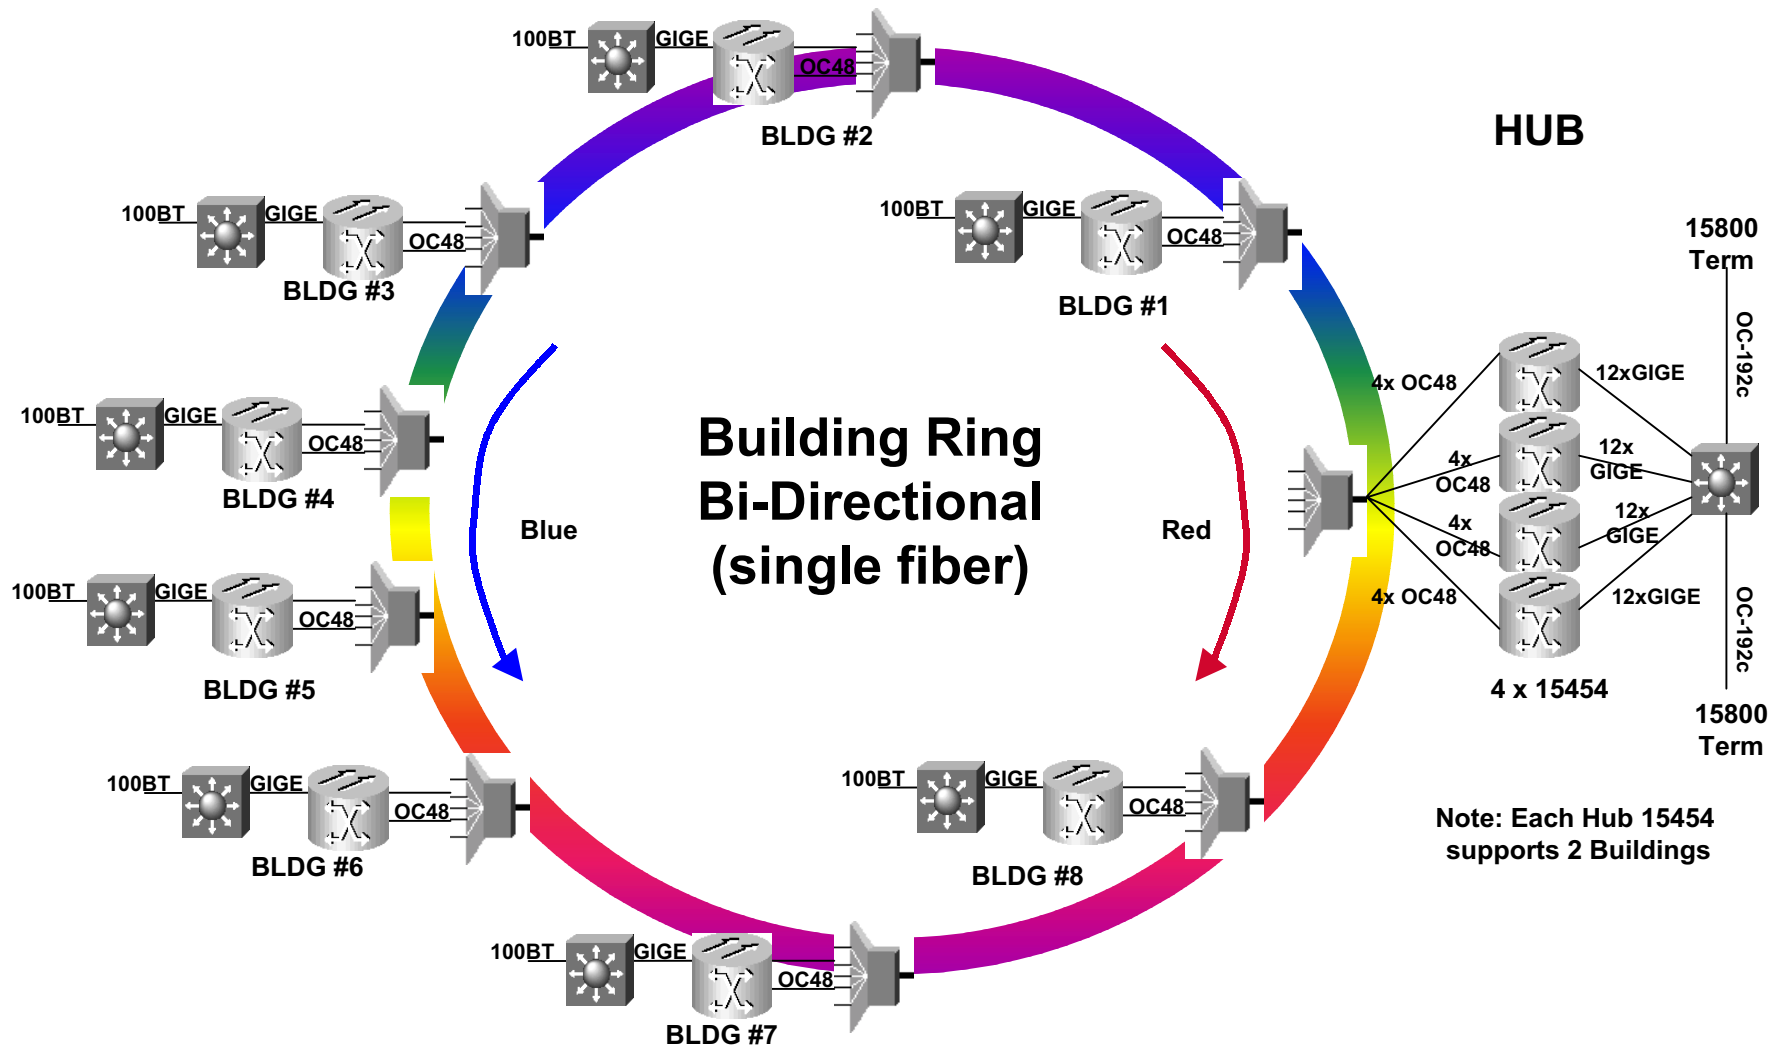 100BT GIGE OC48
BLDG #2
HUB
100BT GIGE OC48
BLDG #3
100BT GIGE OC48
BLDG #1
15800
Term
OC-192c
4x OC48
12xGIGE
100BT GIGE OC48
BLDG #4
Building Ring
Bi-Directional
(single fiber)
Blue
Red
4x
OC48
12x
GIGE
4x
OC48
12x
GIGE
4x OC48
12xGIGE
OC-192c
4 x 15454
15800
Term
100BT GIGE OC48
BLDG #5
100BT GIGE OC48
BLDG #6
100BT GIGE OC48
BLDG #8
Note: Each Hub 15454
supports 2 Buildings
100BT GIGE OC48
BLDG #7